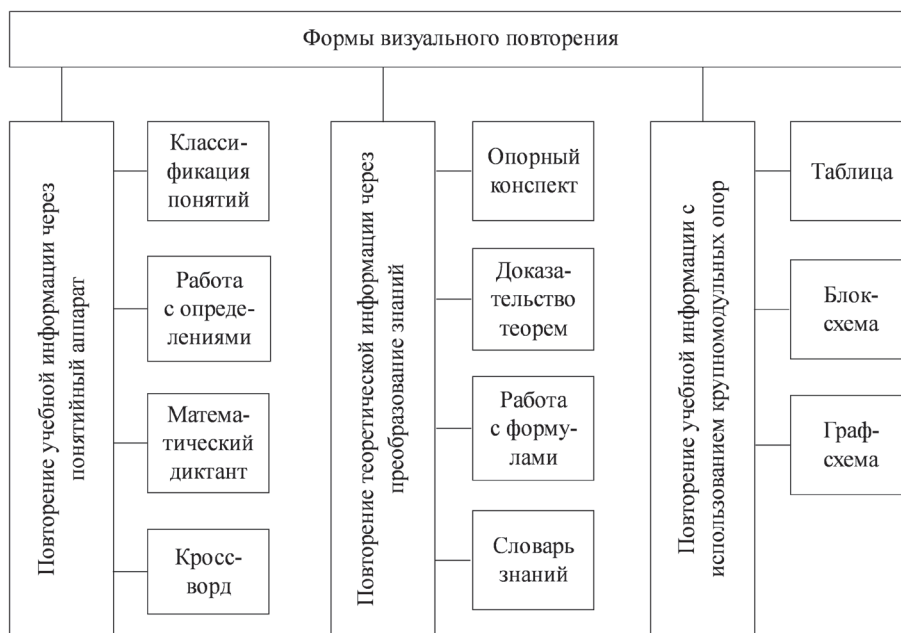 Формы визуального повторения
Повторение учебной информации через
понятийный аппарат
Класси-
фикация
понятий
Работа
с опреде-
лениями
Матема-
тический
диктант
Кросс-
ворд
Повторение теоретической информации через
преобразование знаний
Опорный
конспект
Доказа-
тельство
теорем
Работа
с форму-
лами
Словарь
знаний
Повторение учебной информации с
использованием крупномодульных опор
Таблица
Блок-
схема
Граф-
схема